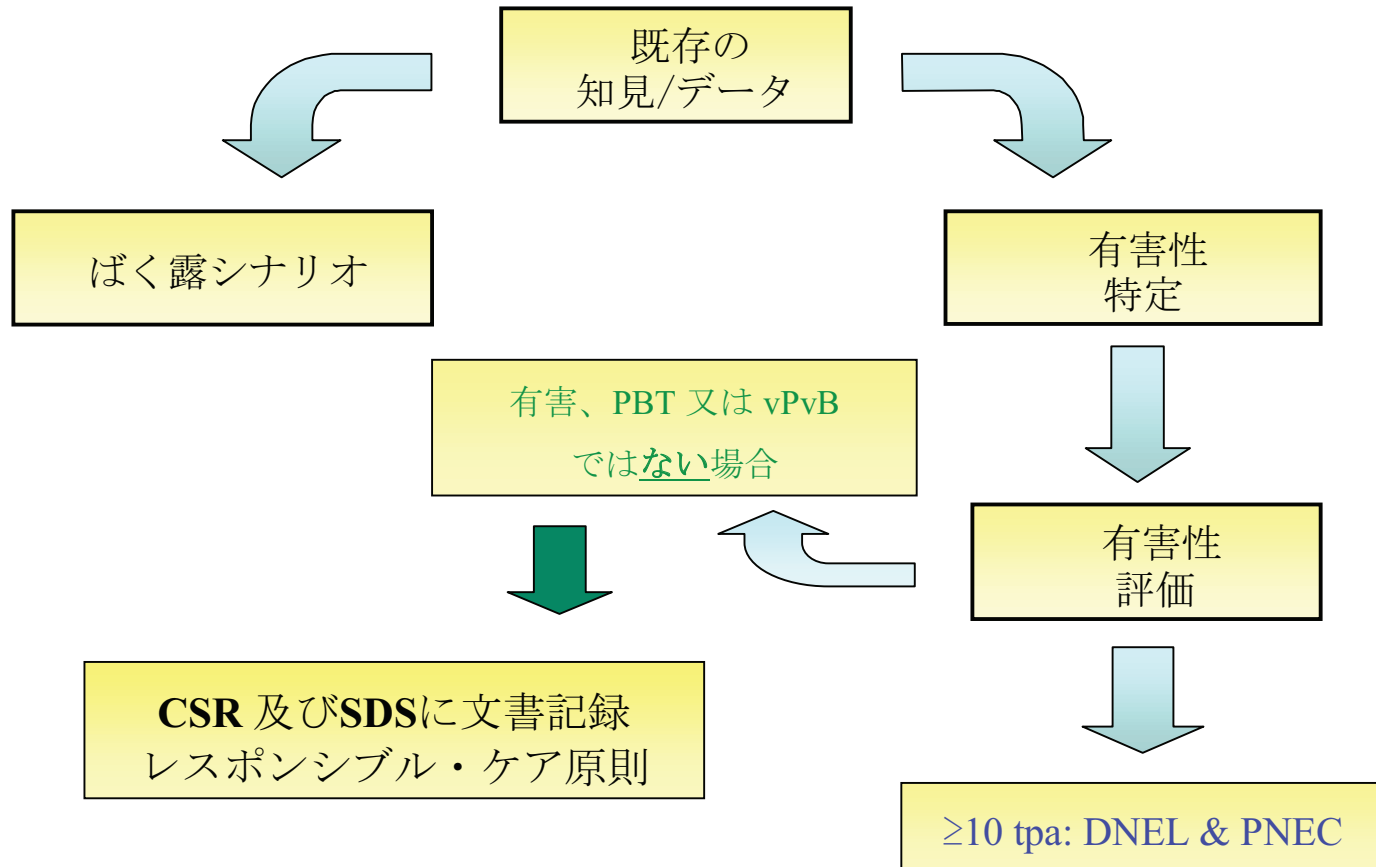 既存の
知見/データ
ばく露シナリオ
有害性
特定
有害、PBT 又は vPvB
ではない場合
有害性
評価
CSR 及びSDSに文書記録
レスポンシブル・ケア原則
≥10 tpa: DNEL & PNEC